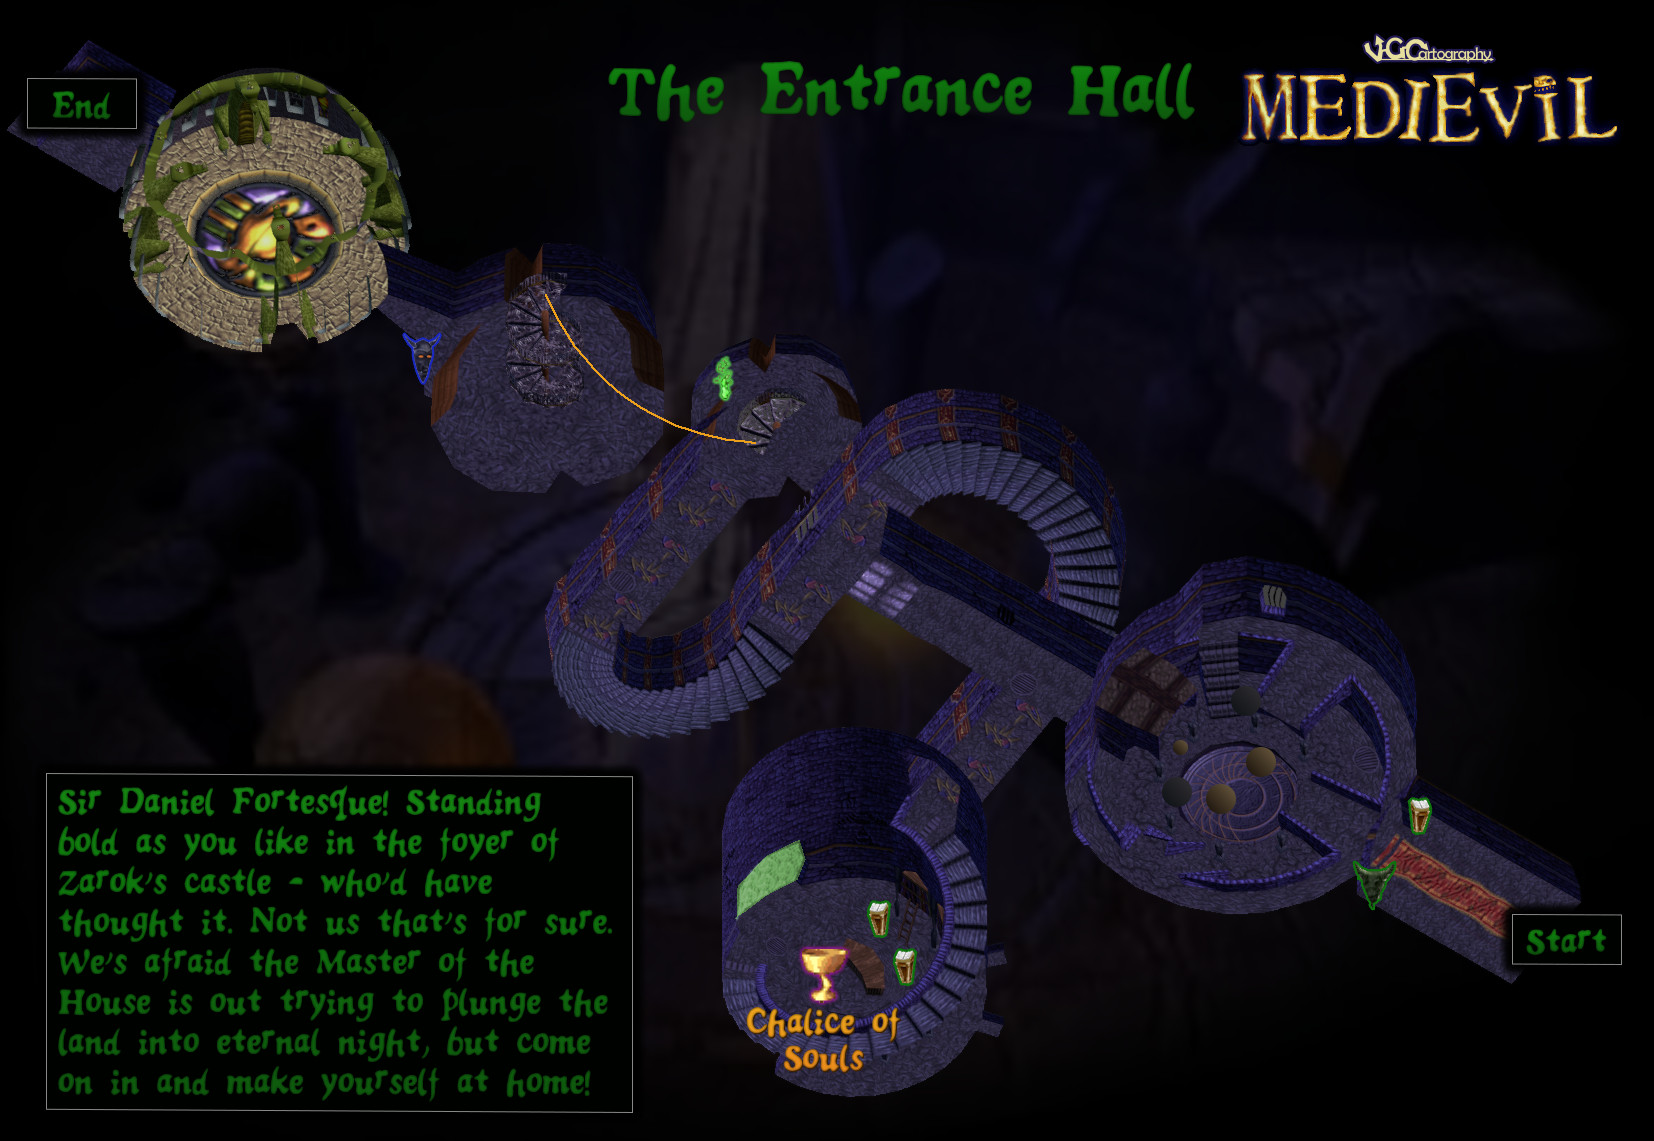 VGCartography
The Entrance Hall
MEDIEVIL
End
Start
Chalice of
Souls
Sir Daniel Fortesque! Standing
bold as you like in the foyer of
Zarok's castle - who'd have
thought it. Not us that's for sure.
We's afraid the Master of the
House is out trying to plunge the
land into eternal night, but come
on in and make yourself at home!